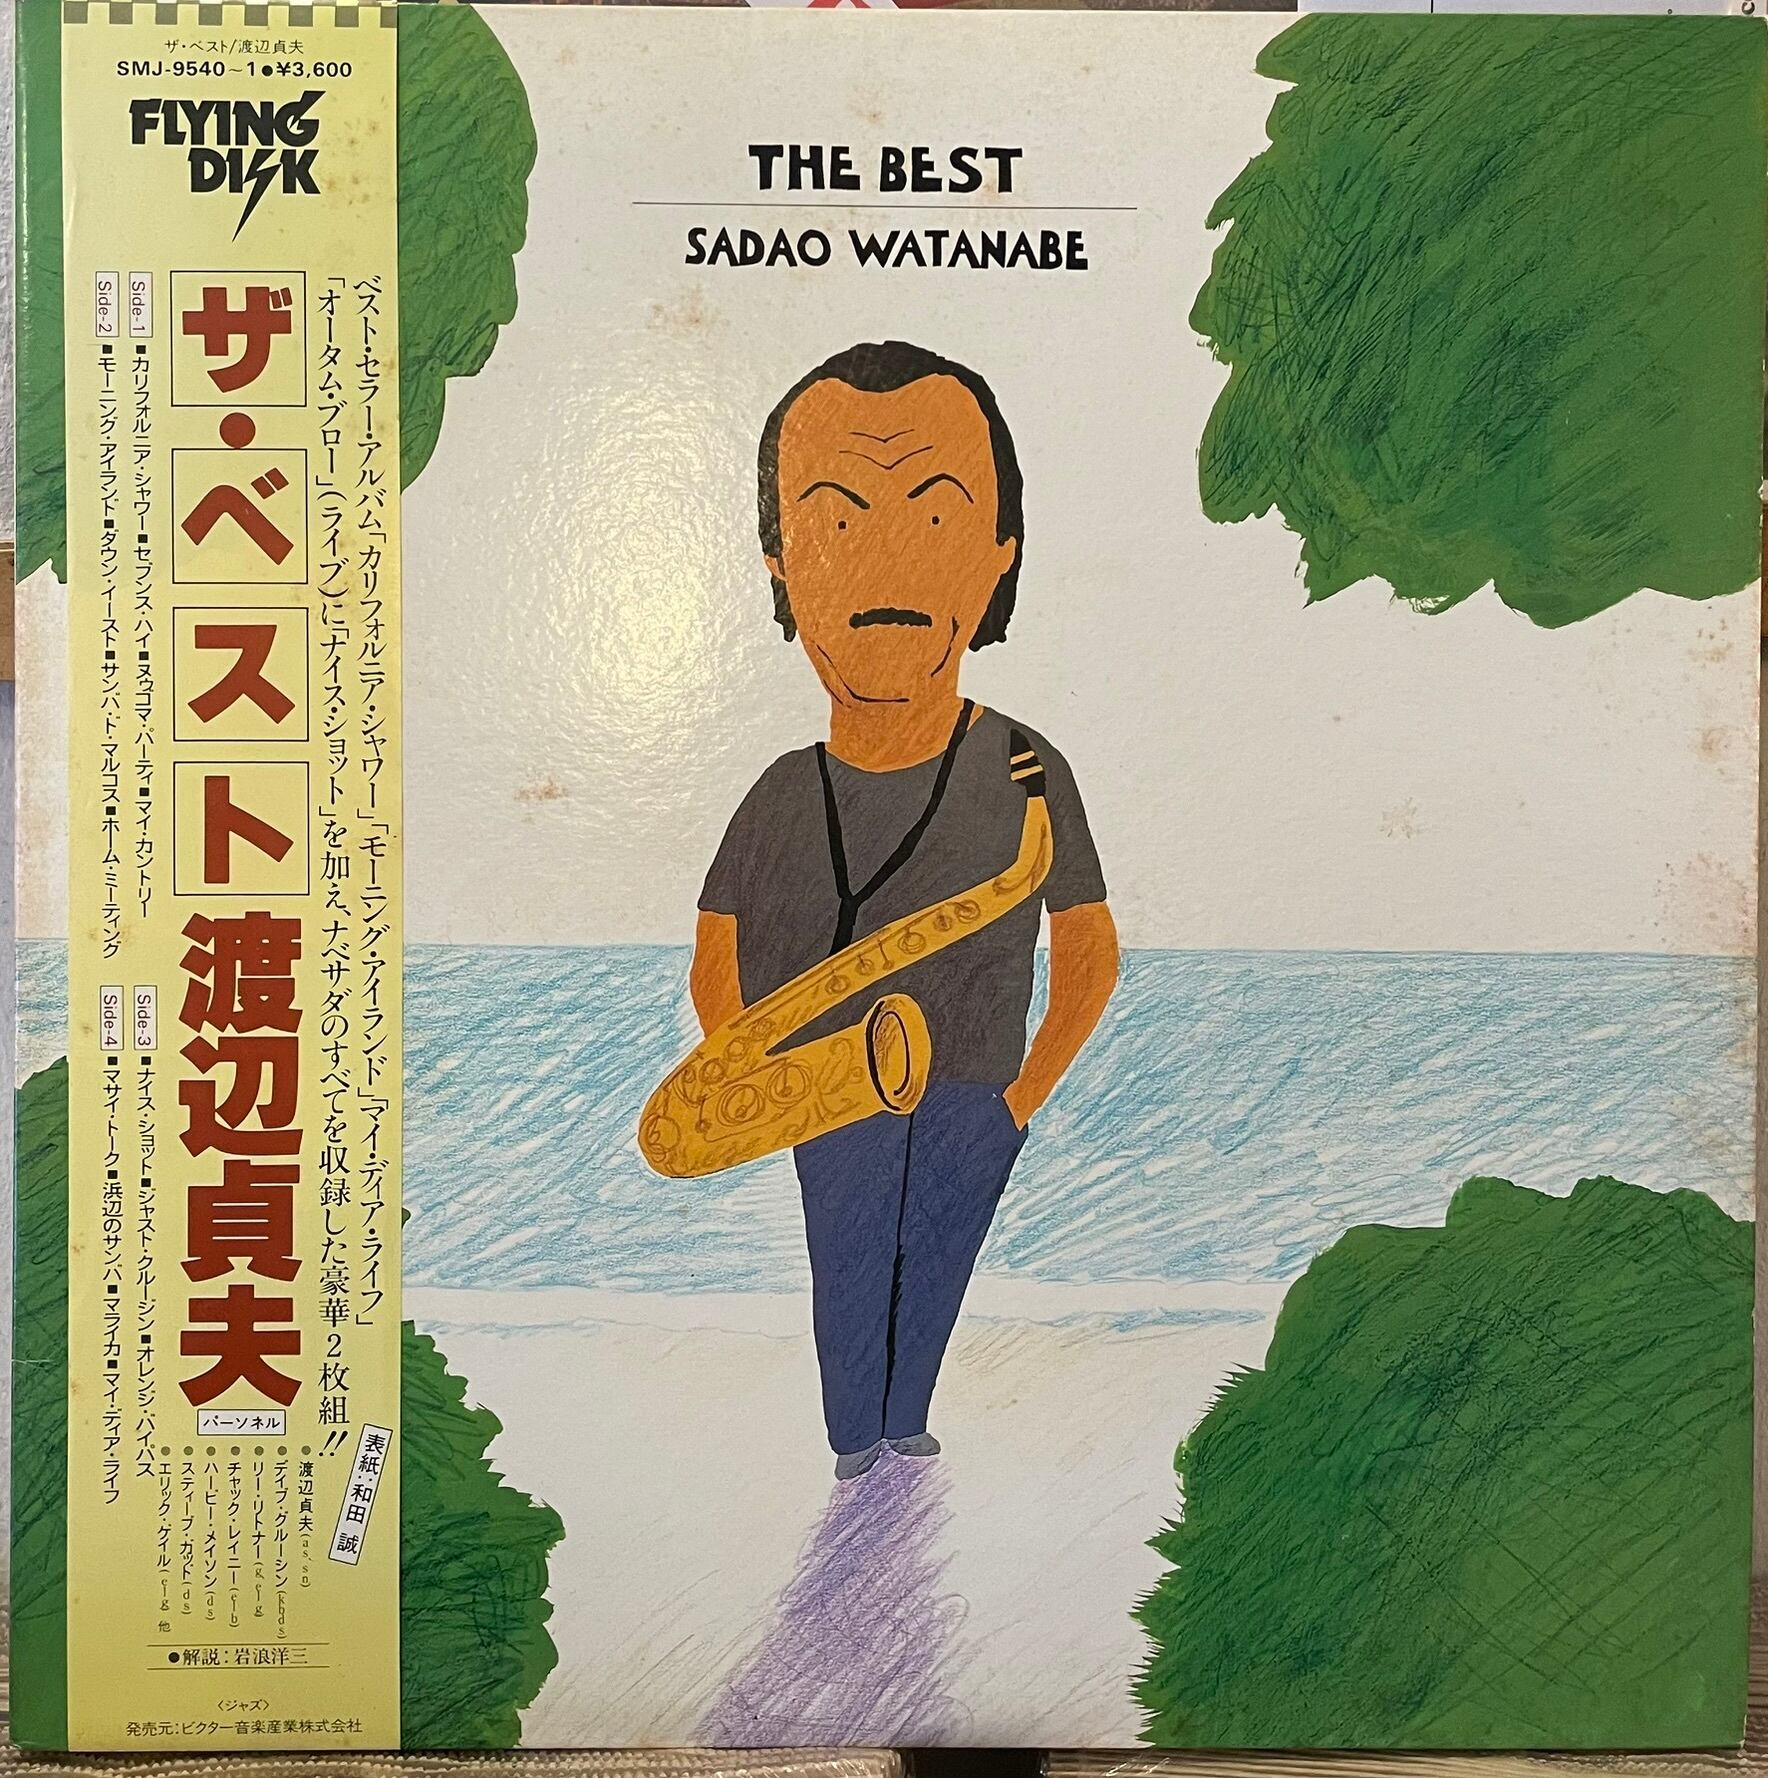 ザ・ベスト/渡辺貞夫
SMJ-9540~1●¥3,600
FLYING
DISK
THE BEST
SADAO WATANABE
ベスト・セラー・アルバム「カリフォルニア・シャワー」「モーニング・アイランド」「マイ・ディア・ライフ」
「オータム・ブロー」(ライブ)に「ナイス・ショット」を加え、ナベサダのすべてを収録した豪華2枚組!!
表紙:和田 誠
ザ・ベスト 渡辺貞夫
Side-1 ■カリフォルニア・シャワー■セブンス・ハイ■ヌゥゴマ・パーティ■マイ・カントリー
Side-2 ■モーニング・アイランド■ダウン・イースト■サンバ・ド・マルコス■ホーム・ミーティング
Side-3 ■ナイス・ショット■ジャスト・クルージン■オレンジ・バイパス
Side-4 ■マサイ・トーク■浜辺のサンバ■マライカ■マイ・ディア・ライフ
パーソネル
●渡辺貞夫(as, sn)
●デイブ・グルーシン(kbds)
●リー・リトナー(g, elg)
●チャック・レイニー(elb)
●ハービー・メイソン(ds)
●スティーブ・ガッド(ds)
●エリック・ゲイル(elg) 他
●解説:岩浪洋三
〈ジャズ〉
発売元:ビクター音楽産業株式会社